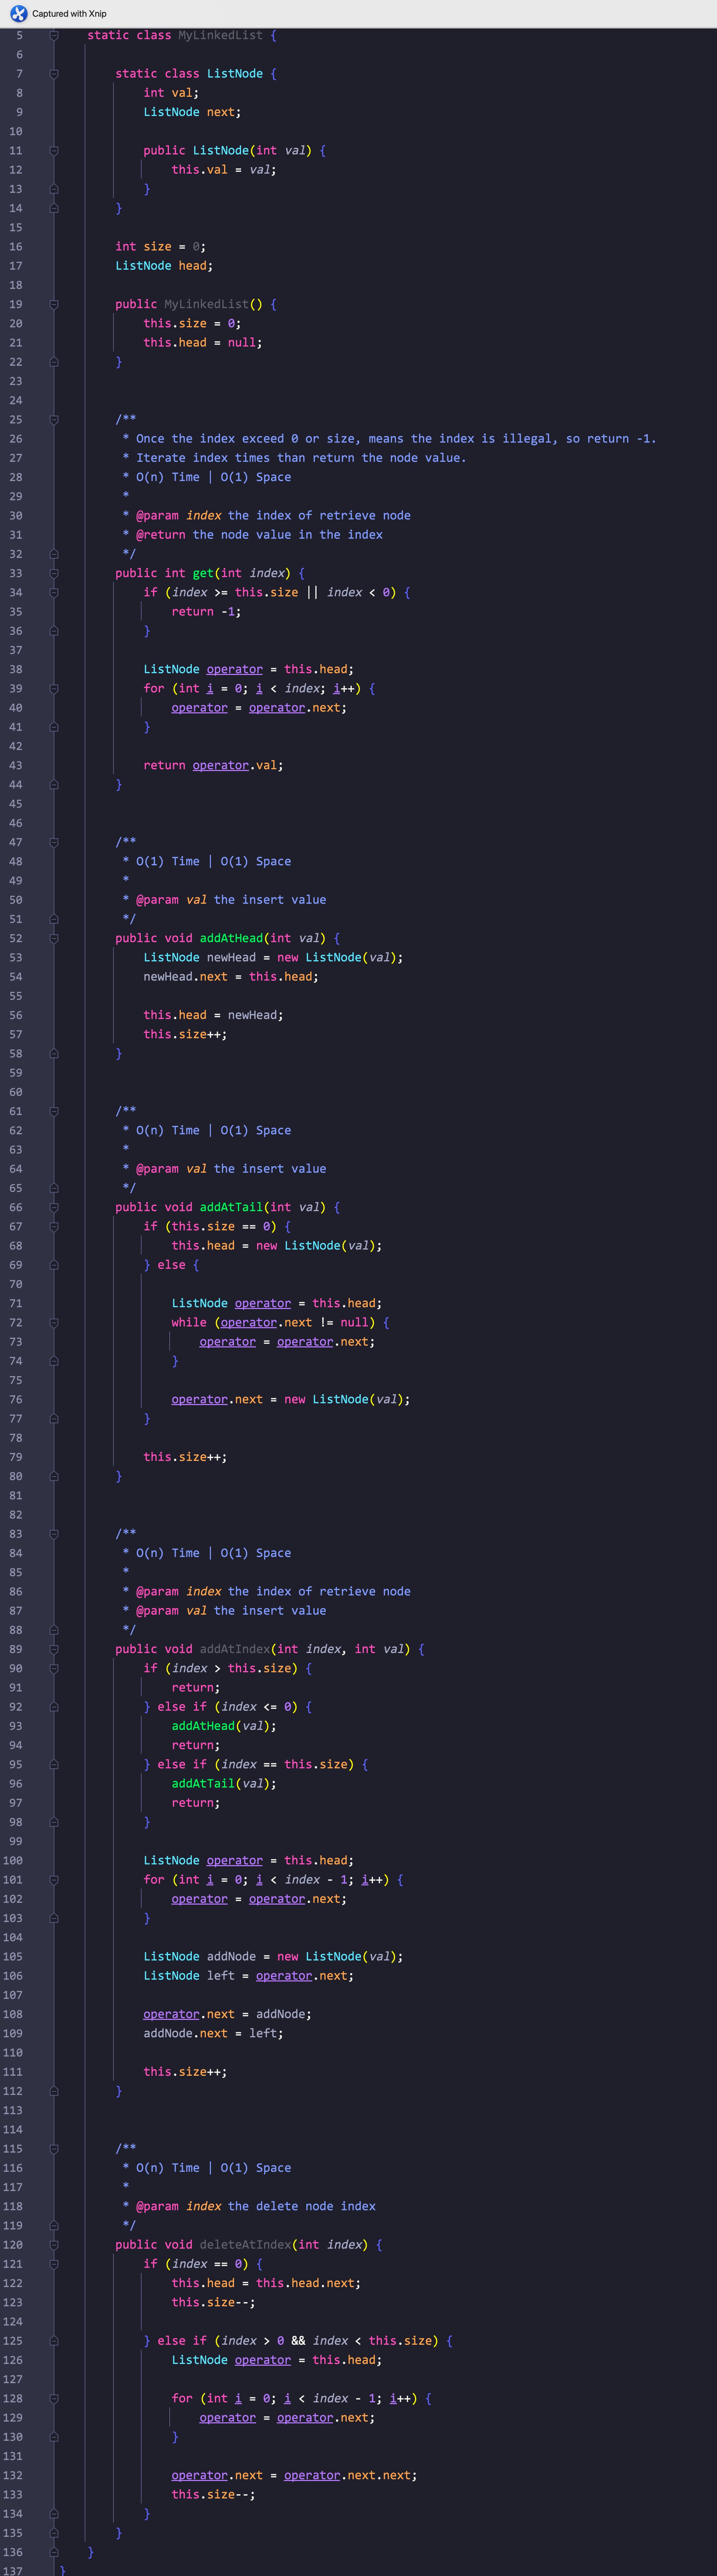 Captured with Xnip
5 static class MyLinkedList {
6
7 static class ListNode {
8 int val;
9 ListNode next;
10
11 public ListNode(int val) {
12 this.val = val;
13 }
14 }
15
16 int size = 0;
17 ListNode head;
18
19 public MyLinkedList() {
20 this.size = 0;
21 this.head = null;
22 }
23
24
25 /**
26 * Once the index exceed 0 or size, means the index is illegal, so return -1.
27 * Iterate index times than return the node value.
28 * O(n) Time | O(1) Space
29 *
30 * @param index the index of retrieve node
31 * @return the node value in the index
32 */
33 public int get(int index) {
34 if (index >= this.size || index < 0) {
35 return -1;
36 }
37
38 ListNode operator = this.head;
39 for (int i = 0; i < index; i++) {
40 operator = operator.next;
41 }
42
43 return operator.val;
44 }
45
46
47 /**
48 * O(1) Time | O(1) Space
49 *
50 * @param val the insert value
51 */
52 public void addAtHead(int val) {
53 ListNode newHead = new ListNode(val);
54 newHead.next = this.head;
55
56 this.head = newHead;
57 this.size++;
58 }
59
60
61 /**
62 * O(n) Time | O(1) Space
63 *
64 * @param val the insert value
65 */
66 public void addAtTail(int val) {
67 if (this.size == 0) {
68 this.head = new ListNode(val);
69 } else {
70
71 ListNode operator = this.head;
72 while (operator.next != null) {
73 operator = operator.next;
74 }
75
76 operator.next = new ListNode(val);
77 }
78
79 this.size++;
80 }
81
82
83 /**
84 * O(n) Time | O(1) Space
85 *
86 * @param index the index of retrieve node
87 * @param val the insert value
88 */
89 public void addAtIndex(int index, int val) {
90 if (index > this.size) {
91 return;
92 } else if (index <= 0) {
93 addAtHead(val);
94 return;
95 } else if (index == this.size) {
96 addAtTail(val);
97 return;
98 }
99
100 ListNode operator = this.head;
101 for (int i = 0; i < index - 1; i++) {
102 operator = operator.next;
103 }
104
105 ListNode addNode = new ListNode(val);
106 ListNode left = operator.next;
107
108 operator.next = addNode;
109 addNode.next = left;
110
111 this.size++;
112 }
113
114
115 /**
116 * O(n) Time | O(1) Space
117 *
118 * @param index the delete node index
119 */
120 public void deleteAtIndex(int index) {
121 if (index == 0) {
122 this.head = this.head.next;
123 this.size--;
124
125 } else if (index > 0 && index < this.size) {
126 ListNode operator = this.head;
127
128 for (int i = 0; i < index - 1; i++) {
129 operator = operator.next;
130 }
131
132 operator.next = operator.next.next;
133 this.size--;
134 }
135 }
136 }
137 }